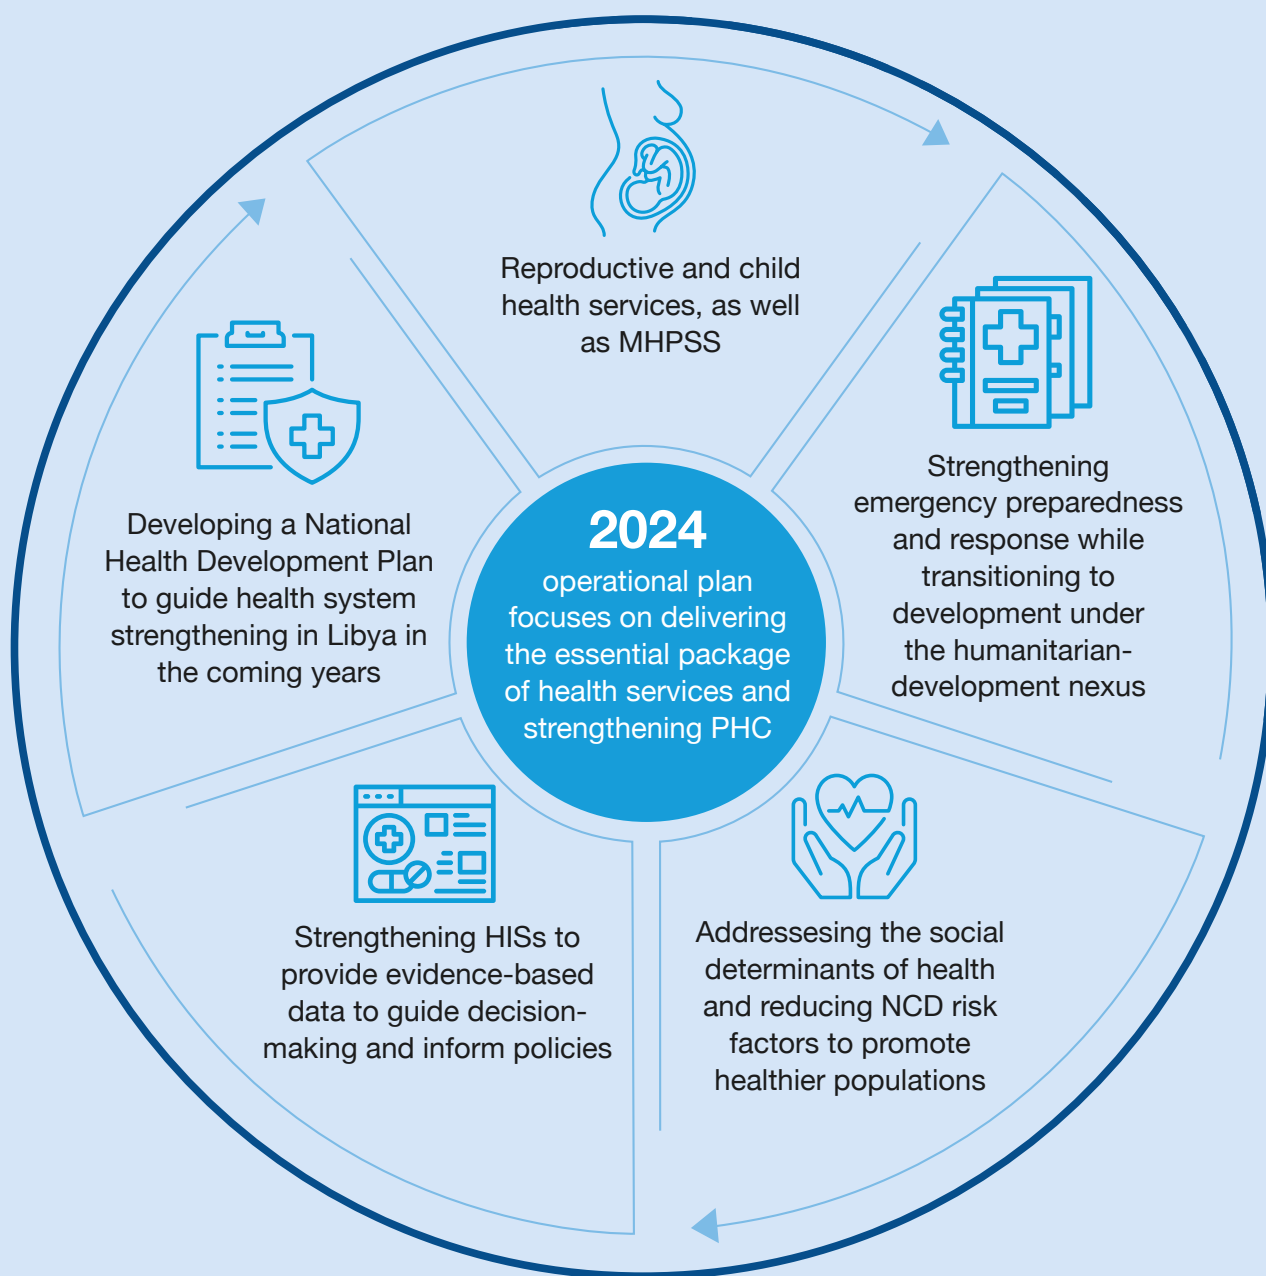 Reproductive and child
health services, as well
as MHPSS
Strengthening
emergency preparedness
and response while
transitioning to
development under
the humanitarian-
development nexus
Addressesing the social
determinants of health
and reducing NCD risk
factors to promote
healthier populations
Strengthening HISs to
provide evidence-based
data to guide decision-
making and inform policies
Developing a National
Health Development Plan
to guide health system
strengthening in Libya in
the coming years
2024
operational plan
focuses on delivering
the essential package
of health services and
strengthening PHC